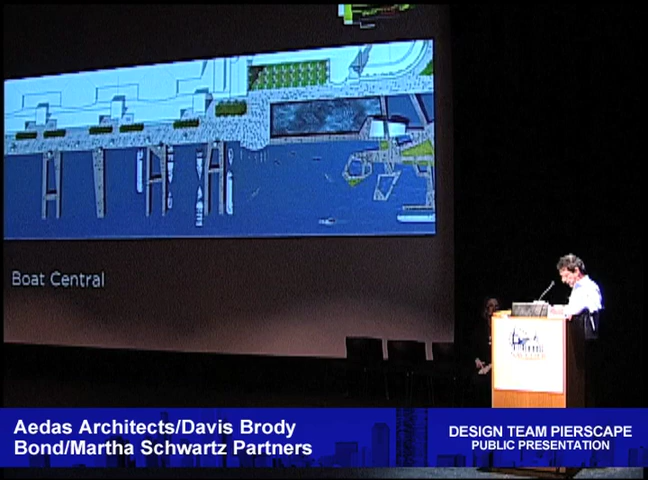 Boat Central
Aedas Architects/Davis Brody
Bond/Martha Schwartz Partners
DESIGN TEAM PIERSCAPE
PUBLIC PRESENTATION